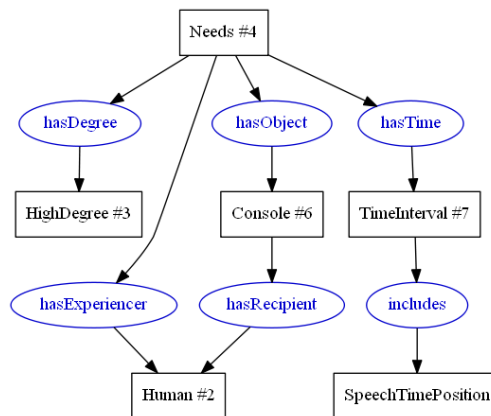 Needs #4
hasDegree
hasObject
hasTime
HighDegree #3
Console #6
TimeInterval #7
hasExperiencer
hasRecipient
includes
Human #2
SpeechTimePosition